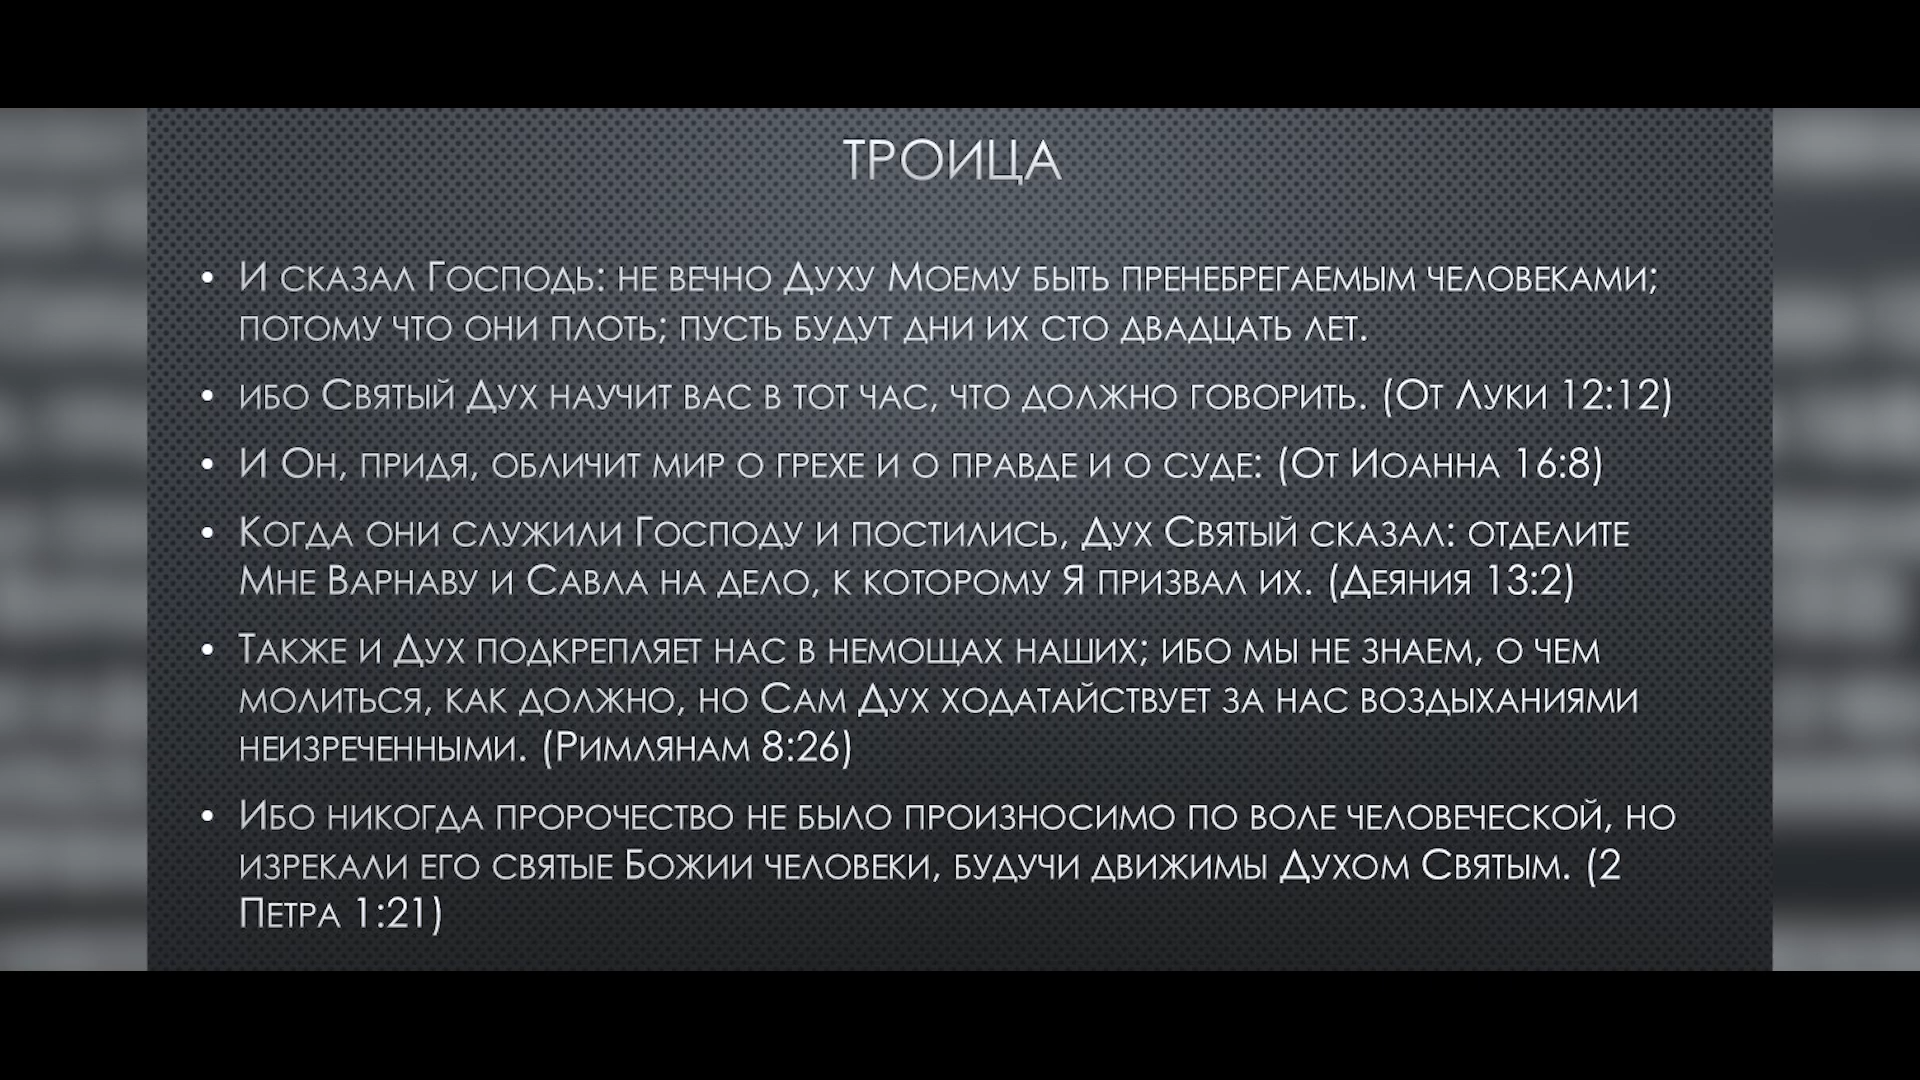 ТРОИЦА
• И сказал Господь: не вечно Духу Моему быть пренебрегаемым человеками;
потому что они плоть; пусть будут дни их сто двадцать лет.
• ибо Святый Дух научит вас в тот час, что должно говорить. (От Луки 12:12)
• И Он, придя, обличит мир о грехе и о правде и о суде: (От Иоанна 16:8)
• Когда они служили Господу и постились, Дух Святый сказал: отделите
Мне Варнаву и Савла на дело, к которому Я призвал их. (Деяния 13:2)
• Также и Дух подкрепляет нас в немощах наших; ибо мы не знаем, о чем
молиться, как должно, но Сам Дух ходатайствует за нас воздыханиями
неизреченными. (Римлянам 8:26)
• Ибо никогда пророчество не было произносимо по воле человеческой, но
изрекали его святые Божии человеки, будучи движимы Духом Святым. (2
Петра 1:21)